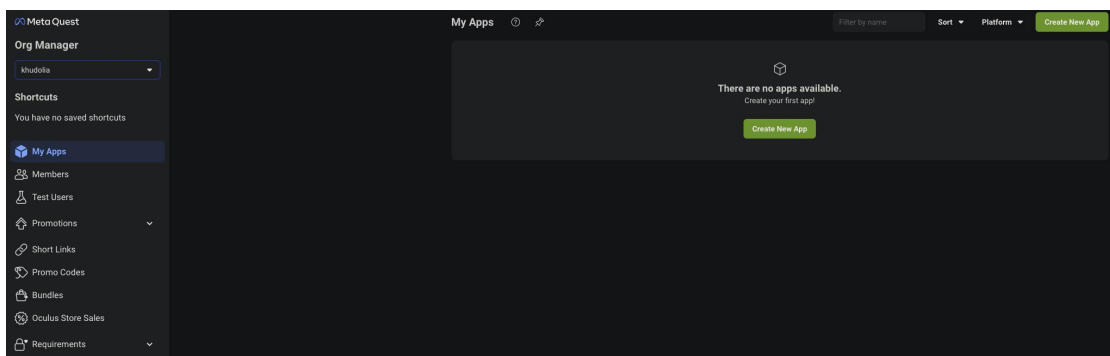 Meta Quest
Org Manager
khudolia
Shortcuts
You have no saved shortcuts
My Apps
Members
Test Users
Promotions
Short Links
Promo Codes
Bundles
Oculus Store Sales
Requirements
My Apps
Filter by name
Sort
Platform
Create New App
There are no apps available.
Create your first app!
Create New App